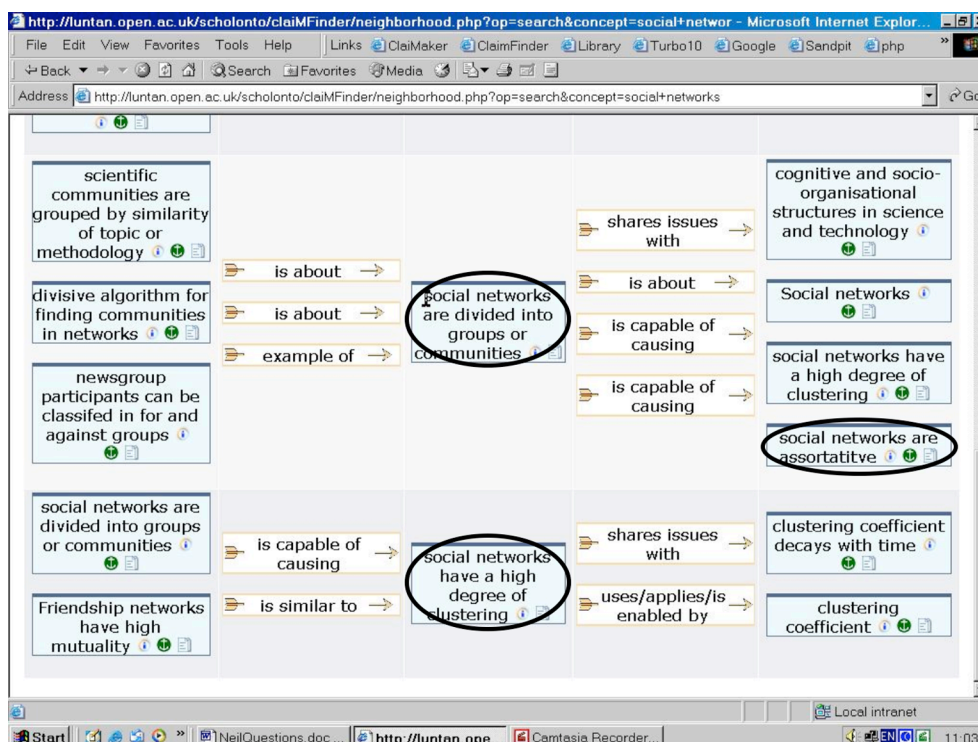 http://luntan.open.ac.uk/scholonto/claiMFinder/neighborhood.php?op=search&concept=social+networ - Microsoft Internet Explor...
File Edit View Favorites Tools Help Links ClaiMaker ClaimFinder Library Turbo10 Google Sandpit php »
Back Search Favorites Media
Address http://luntan.open.ac.uk/scholonto/claiMFinder/neighborhood.php?op=search&concept=social+networks Go
scientific
communities are
grouped by similarity
of topic or
methodology
divisive algorithm for
finding communities
in networks
newsgroup
participants can be
classifed in for and
against groups
is about
is about
example of
social networks
are divided into
groups or
communities
shares issues
with
is about
is capable of
causing
is capable of
causing
cognitive and socio-
organisational
structures in science
and technology
Social networks
social networks have
a high degree of
clustering
social networks are
assortatitve
social networks are
divided into groups
or communities
Friendship networks
have high
mutuality
is capable of
causing
is similar to
social networks
have a high
degree of
clustering
shares issues
with
uses/applies/is
enabled by
clustering coefficient
decays with time
clustering
coefficient
Local intranet
Start » NeilQuestions.doc ... http://luntan.ope... Camtasia Recorder... EN 11:03